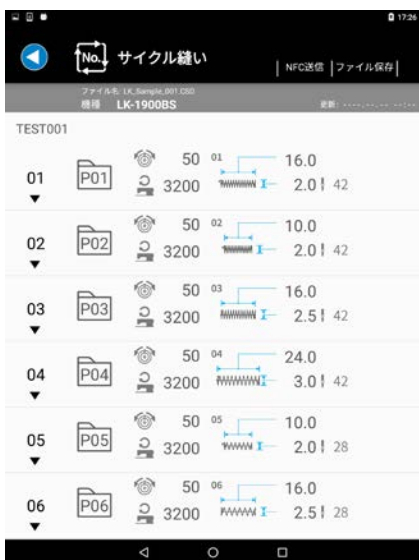 17:26
No. サイクル縫い
NFC送信 ファイル保存
ファイル名: LK_Sample_001.CSD
機種 LK-1900BS
更新: ----.--.-- --:--
TEST001
01 P01 50 01 16.0
3200 2.0 42
02 P02 50 02 10.0
3200 2.0 42
03 P03 50 03 16.0
3200 2.5 42
04 P04 50 04 24.0
3200 3.0 42
05 P05 50 05 10.0
3200 2.0 28
06 P06 50 06 16.0
3200 2.5 28